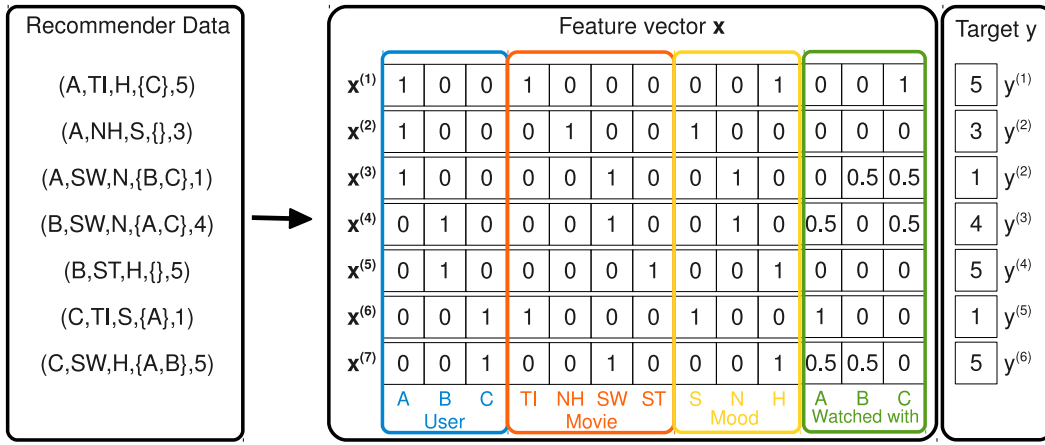 Recommender Data
(A,TI,H,{C},5)
(A,NH,S,{},3)
(A,SW,N,{B,C},1)
(B,SW,N,{A,C},4)
(B,ST,H,{},5)
(C,TI,S,{A},1)
(C,SW,H,{A,B},5)
Feature vector x
x(1) 1 0 0 1 0 0 0 0 0 1 0 0 1
x(2) 1 0 0 0 1 0 0 1 0 0 0 0 0
x(3) 1 0 0 0 0 1 0 0 1 0 0 0.5 0.5
x(4) 0 1 0 0 0 1 0 0 1 0 0.5 0 0.5
x(5) 0 1 0 0 0 0 1 0 0 1 0 0 0
x(6) 0 0 1 1 0 0 0 1 0 0 1 0 0
x(7) 0 0 1 0 0 1 0 0 0 1 0.5 0.5 0
A B C TI NH SW ST S N H A B C
User Movie Mood Watched with
Target y
5 y(1)
3 y(2)
1 y(2)
4 y(3)
5 y(4)
1 y(5)
5 y(6)